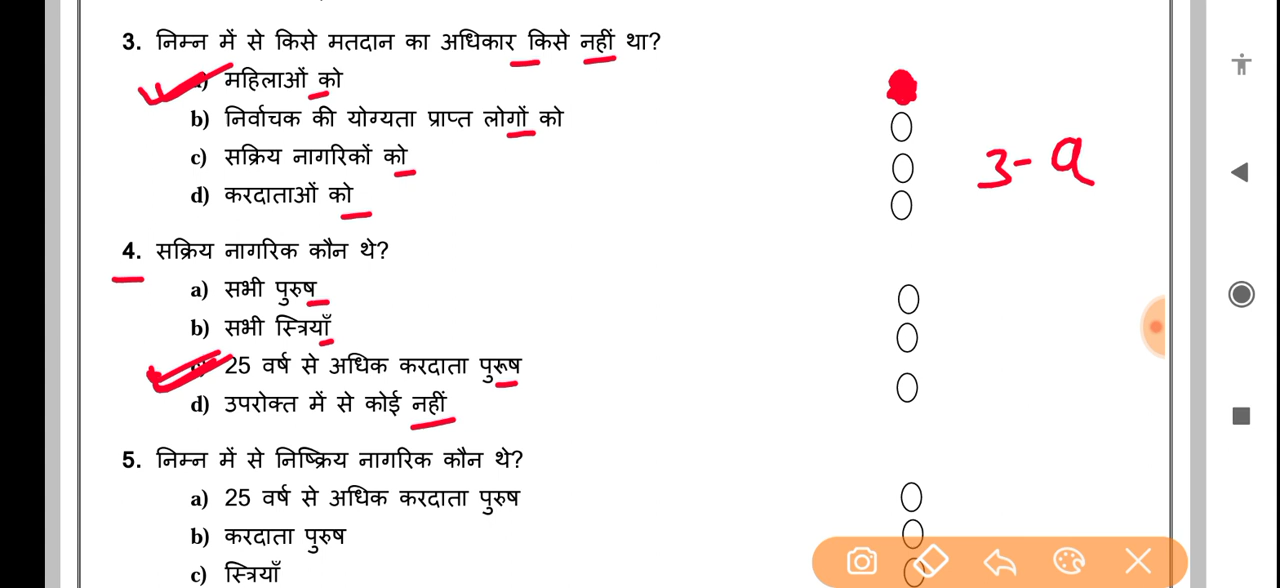 3. निम्न में से किसे मतदान का अधिकार किसे नहीं था?
महिलाओं को
b) निर्वाचक की योग्यता प्राप्त लोगों को
c) सक्रिय नागरिकों को
d) करदाताओं को
3-a
4. सक्रिय नागरिक कौन थे?
a) सभी पुरुष
b) सभी स्त्रियाँ
25 वर्ष से अधिक करदाता पुरूष
d) उपरोक्त में से कोई नहीं
5. निम्न में से निष्क्रिय नागरिक कौन थे?
a) 25 वर्ष से अधिक करदाता पुरुष
b) करदाता पुरुष
c) स्त्रियाँ